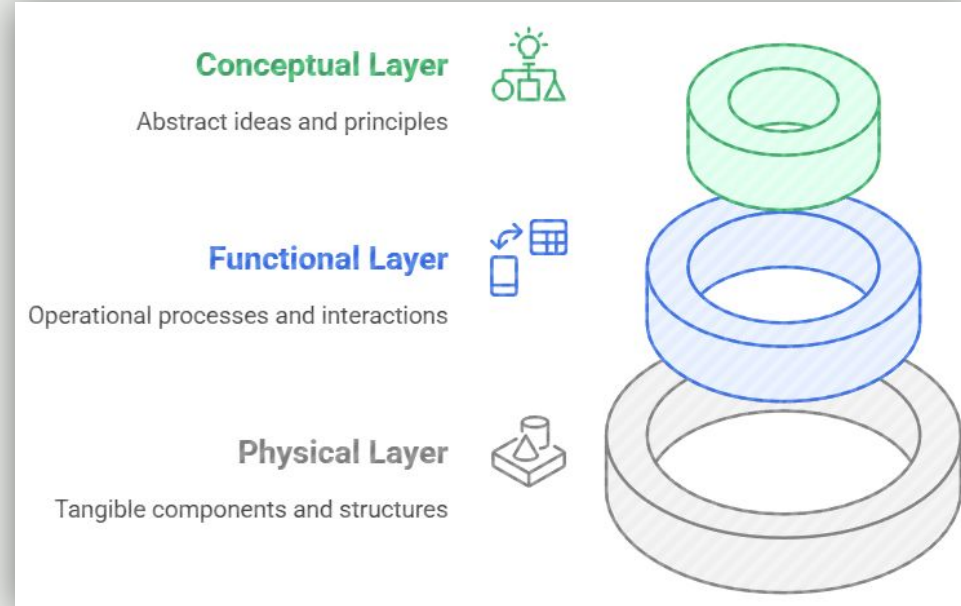 Conceptual Layer
Abstract ideas and principles
Functional Layer
Operational processes and interactions
Physical Layer
Tangible components and structures